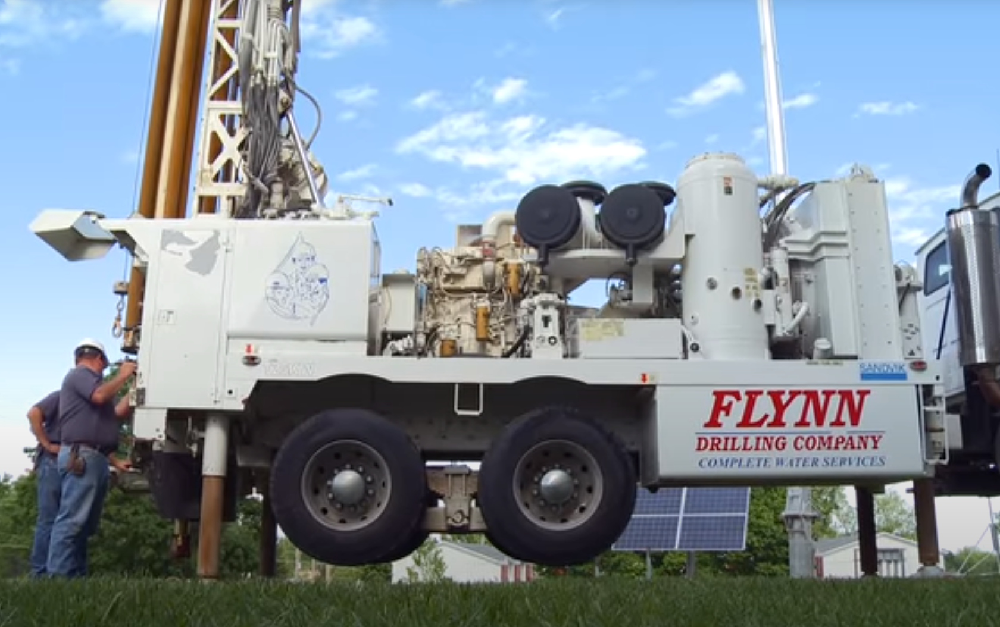 SANDVIK
FLYNN
DRILLING COMPANY
COMPLETE WATER SERVICES